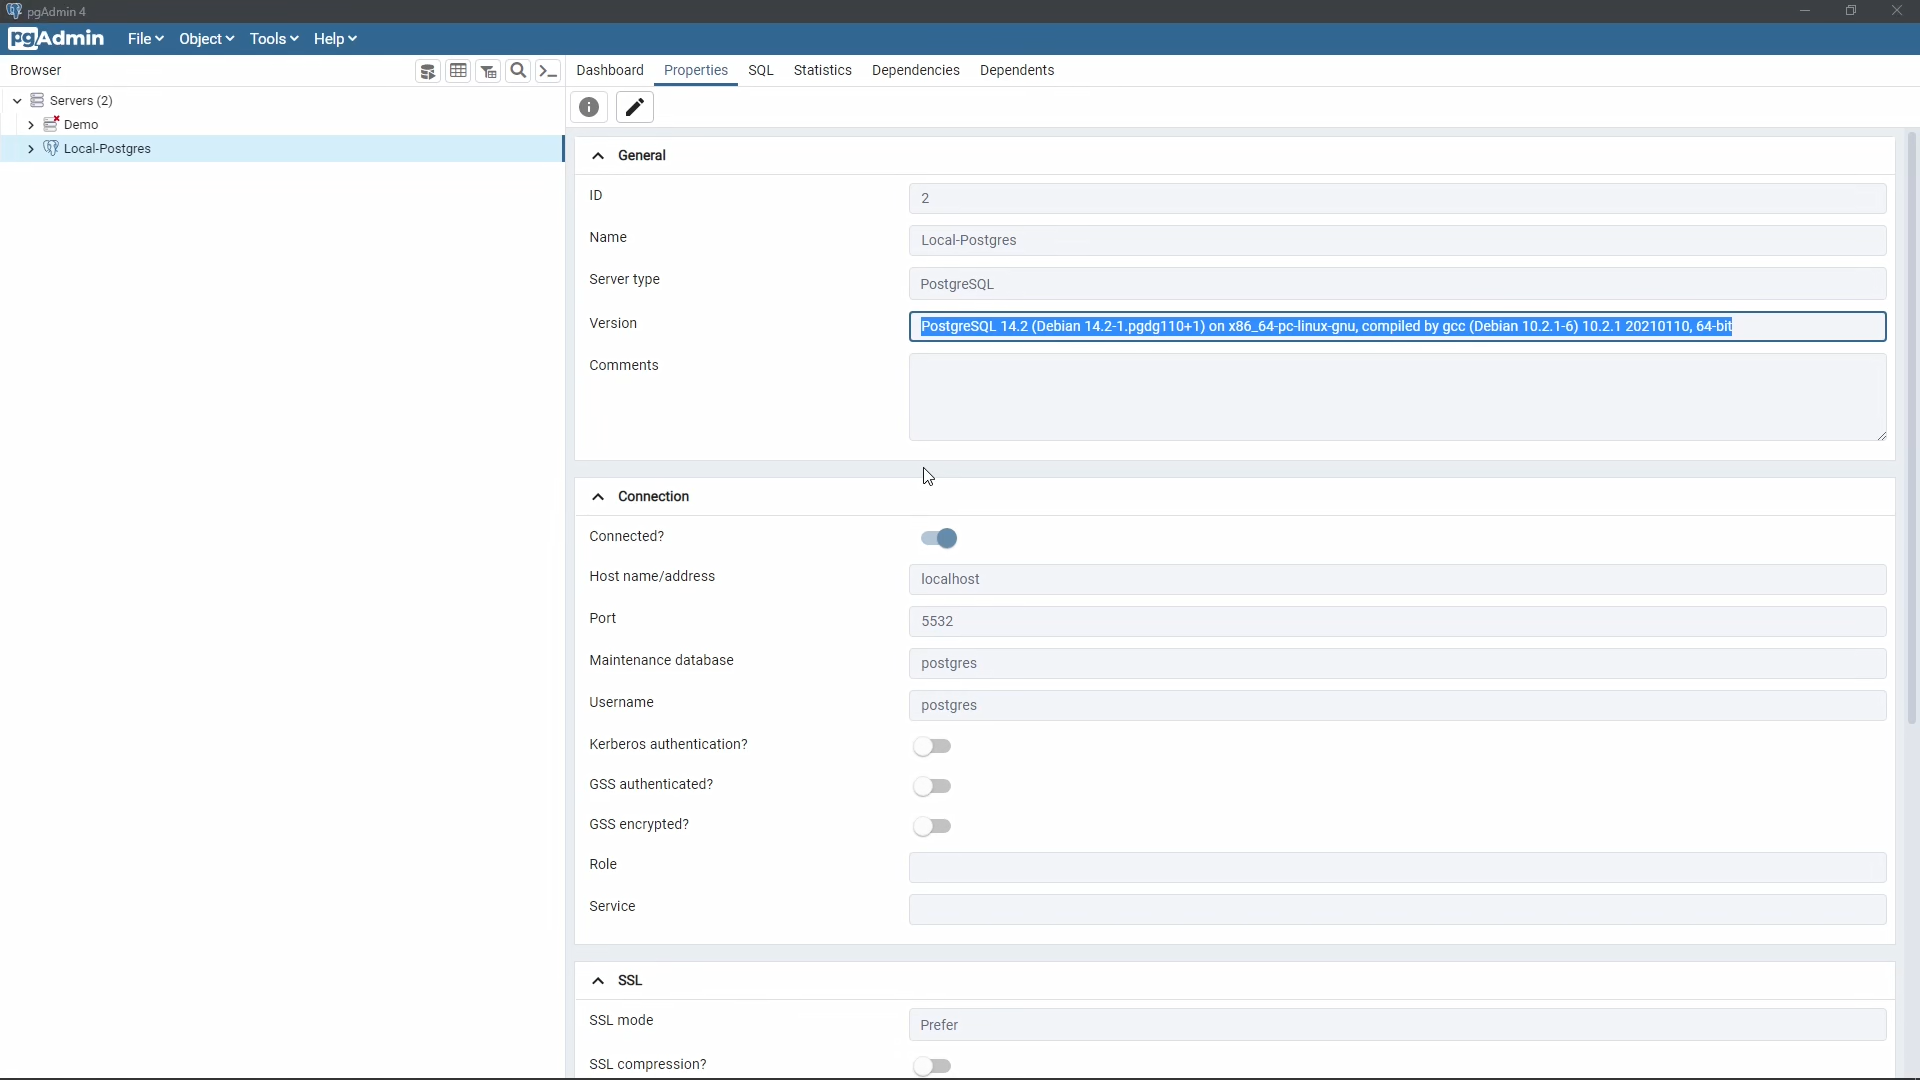 pgAdmin 4
pgAdmin File Object Tools Help
Browser
Dashboard Properties SQL Statistics Dependencies Dependents
Servers (2)
Demo
Local-Postgres
General
ID 2
Name Local-Postgres
Server type PostgreSQL
Version PostgreSQL 14.2 (Debian 14.2-1.pgdg110+1) on x86_64-pc-linux-gnu, compiled by gcc (Debian 10.2.1-6) 10.2.1 20210110, 64-bit
Comments
Connection
Connected?
Host name/address localhost
Port 5532
Maintenance database postgres
Username postgres
Kerberos authentication?
GSS authenticated?
GSS encrypted?
Role
Service
SSL
SSL mode Prefer
SSL compression?